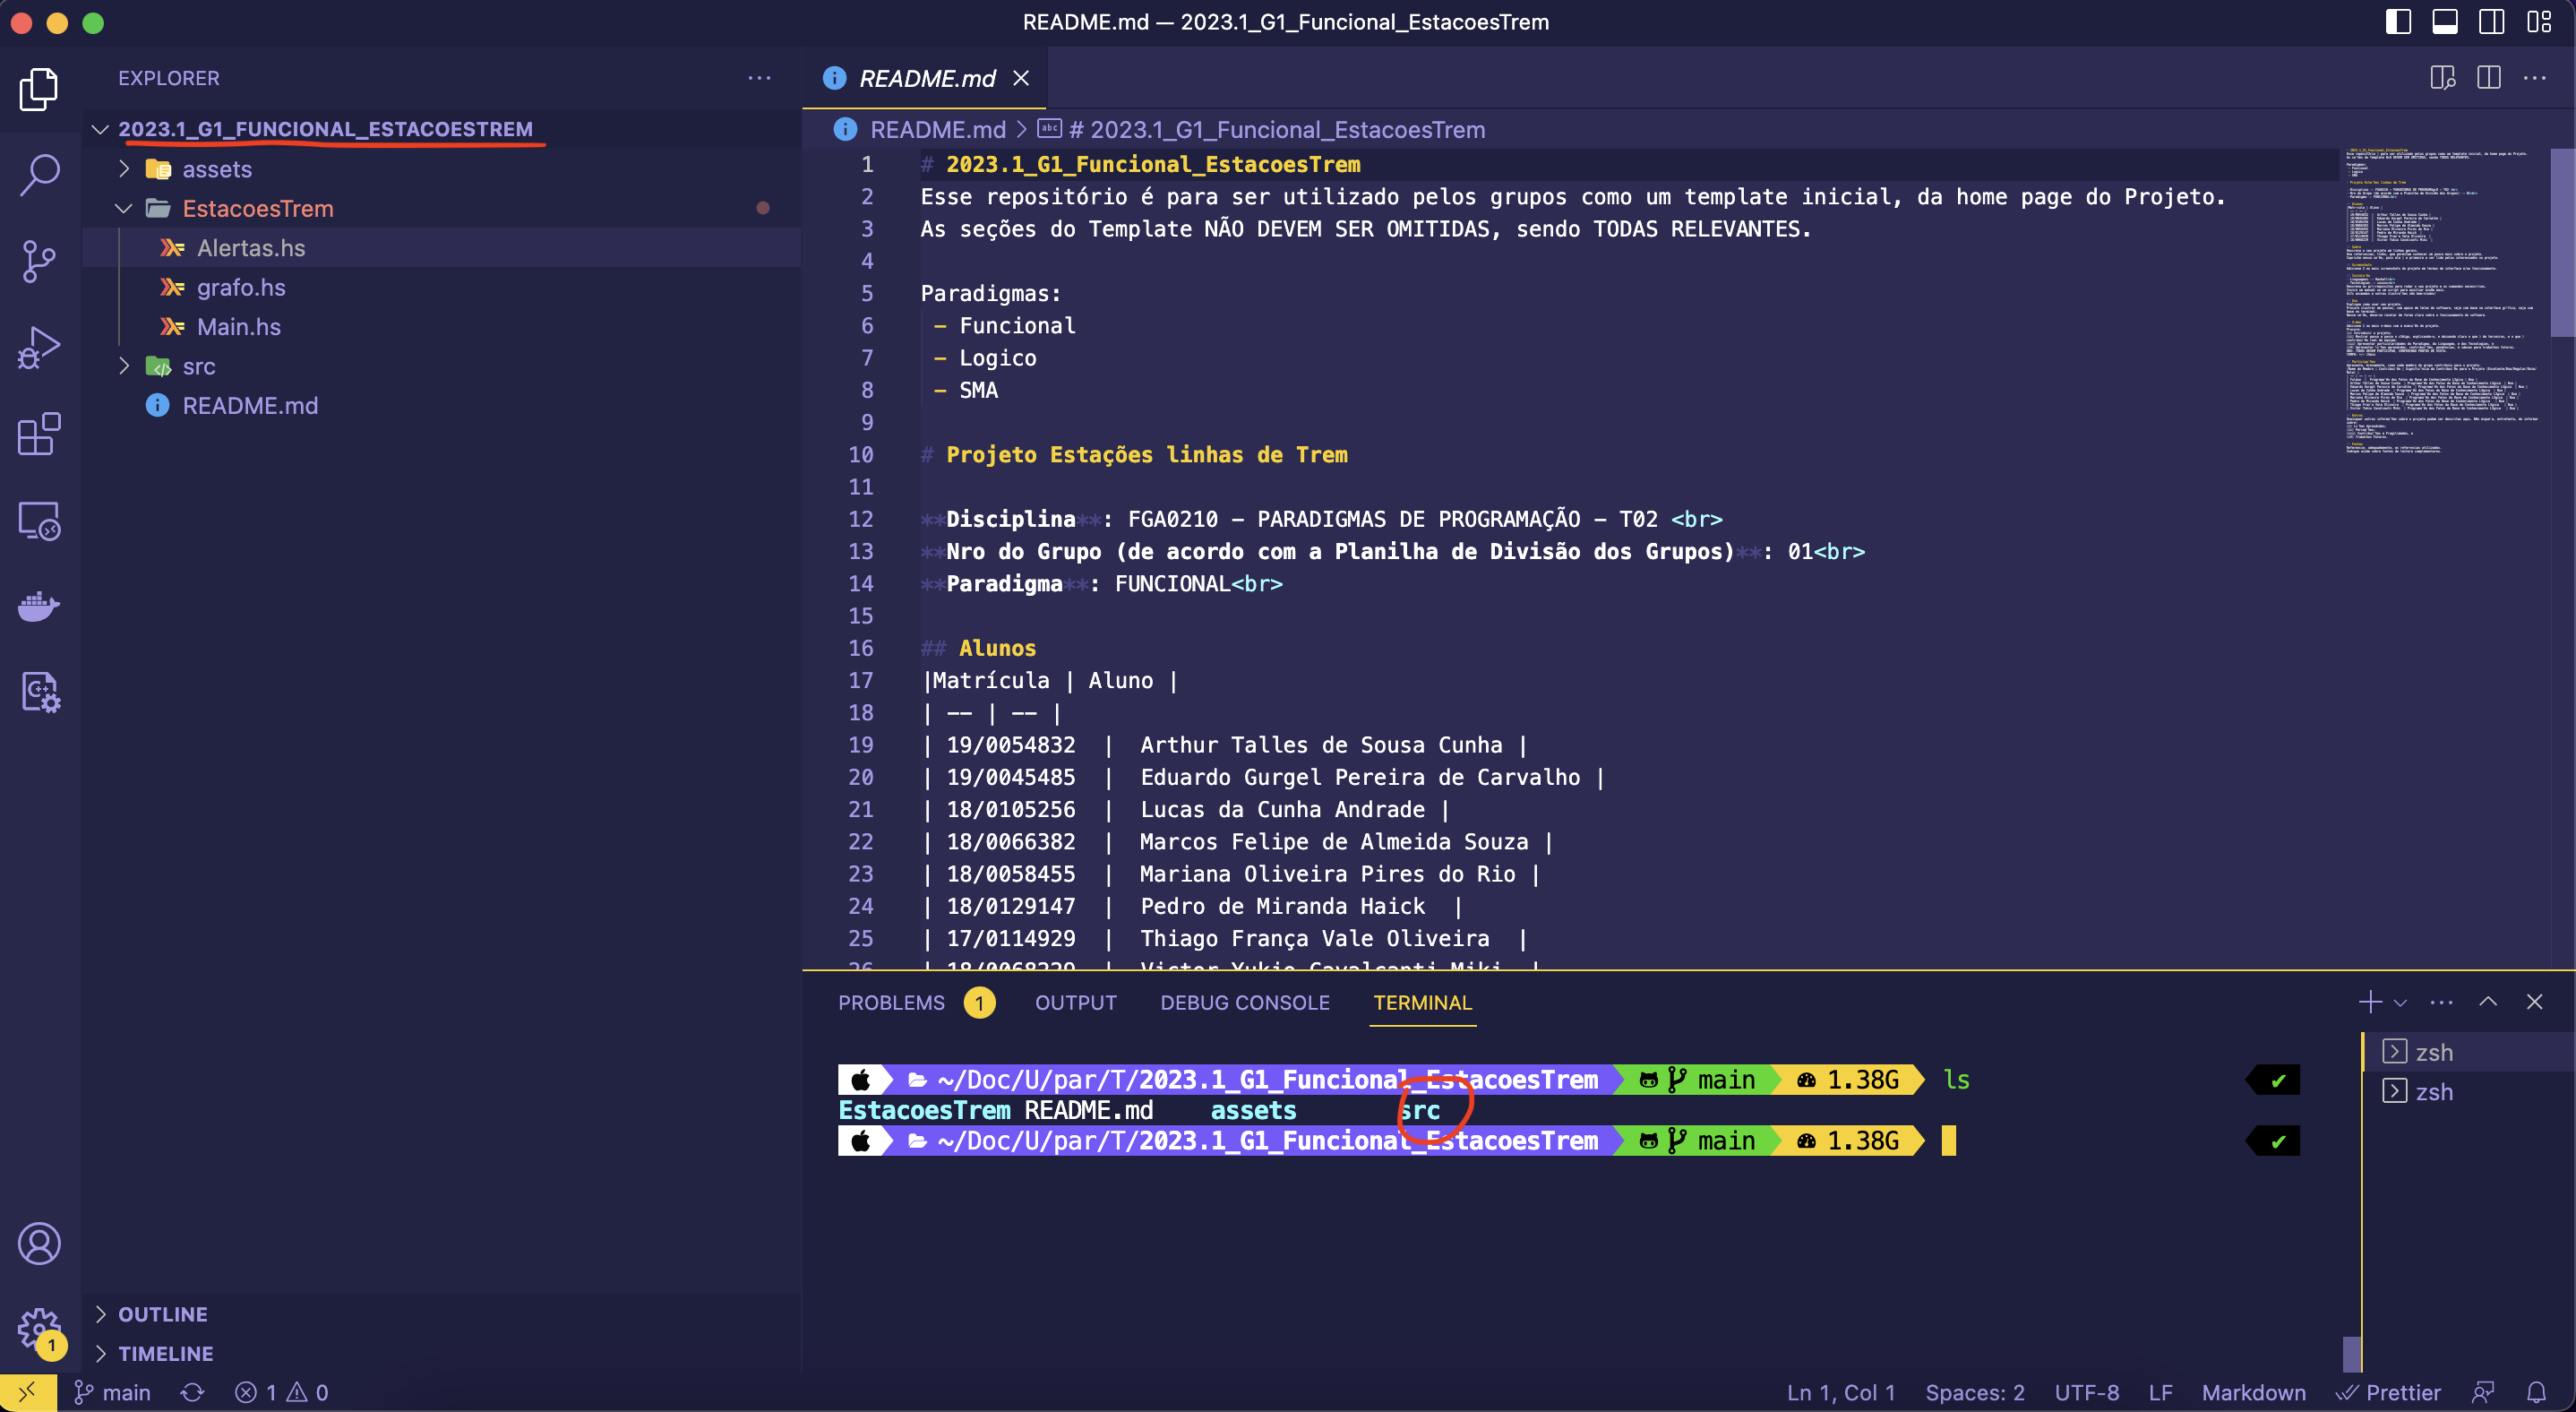 README.md — 2023.1_G1_Funcional_EstacoesTrem
EXPLORER
2023.1_G1_FUNCIONAL_ESTACOESTREM
assets
EstacoesTrem
Alertas.hs
grafo.hs
Main.hs
src
README.md
OUTLINE
TIMELINE
README.md
README.md > # 2023.1_G1_Funcional_EstacoesTrem
1 # 2023.1_G1_Funcional_EstacoesTrem
2 Esse repositório é para ser utilizado pelos grupos como um template inicial, da home page do Projeto.
3 As seções do Template NÃO DEVEM SER OMITIDAS, sendo TODAS RELEVANTES.
4
5 Paradigmas:
6 - Funcional
7 - Logico
8 - SMA
9
10 # Projeto Estações linhas de Trem
11
12 **Disciplina**: FGA0210 - PARADIGMAS DE PROGRAMAÇÃO - T02 <br>
13 **Nro do Grupo (de acordo com a Planilha de Divisão dos Grupos)**: 01<br>
14 **Paradigma**: FUNCIONAL<br>
15
16 ## Alunos
17 |Matrícula | Aluno |
18 | -- | -- |
19 | 19/0054832 | Arthur Talles de Sousa Cunha |
20 | 19/0045485 | Eduardo Gurgel Pereira de Carvalho |
21 | 18/0105256 | Lucas da Cunha Andrade |
22 | 18/0066382 | Marcos Felipe de Almeida Souza |
23 | 18/0058455 | Mariana Oliveira Pires do Rio |
24 | 18/0129147 | Pedro de Miranda Haick |
25 | 17/0114929 | Thiago França Vale Oliveira |
26 | 18/0068229 | Victor Yukio Cavalcanti Miki |
PROBLEMS 1 OUTPUT DEBUG CONSOLE TERMINAL
~/Doc/U/par/T/2023.1_G1_Funcional_EstacoesTrem main 1.38G ls
EstacoesTrem README.md assets src
~/Doc/U/par/T/2023.1_G1_Funcional_EstacoesTrem main 1.38G
zsh
zsh
1
main 1 0
Ln 1, Col 1 Spaces: 2 UTF-8 LF Markdown Prettier